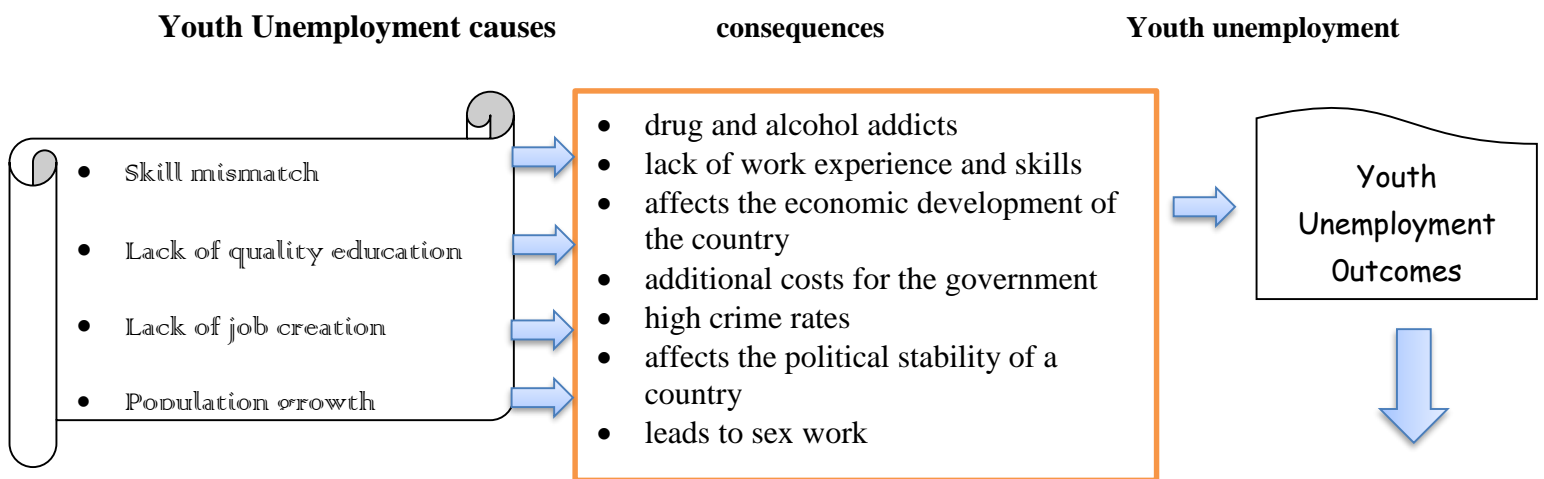 Youth Unemployment causes consequences Youth unemployment
• Skill mismatch
• Lack of quality education
• Lack of job creation
• Population growth
• drug and alcohol addicts
• lack of work experience and skills
• affects the economic development of
the country
• additional costs for the government
• high crime rates
• affects the political stability of a
country
• leads to sex work
Youth
Unemployment
Outcomes